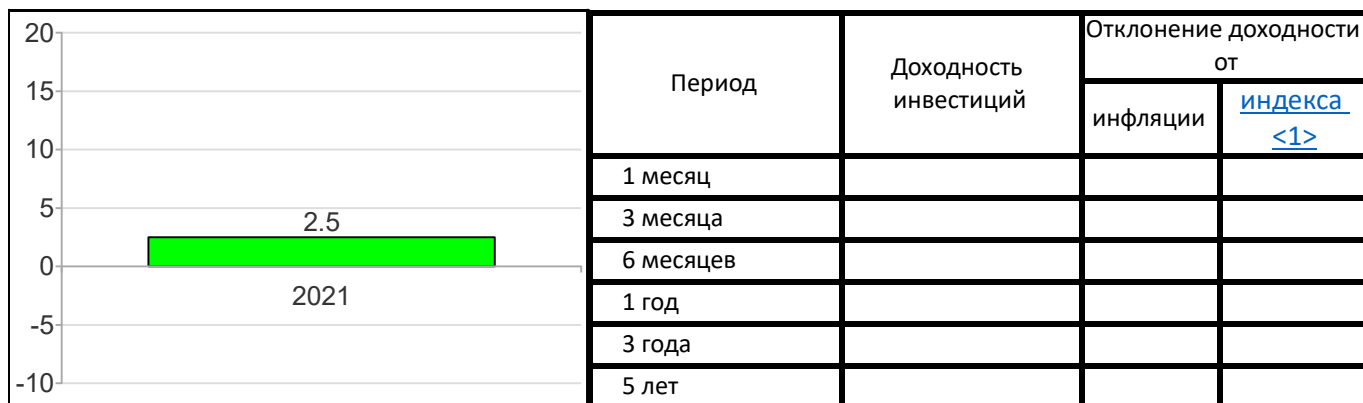 20
15
10
5
0
-5
-10
2.5
2021
Период
Доходность
инвестиций
Отклонение доходности
от
инфляции
индекса
<1>
1 месяц
3 месяца
6 месяцев
1 год
3 года
5 лет